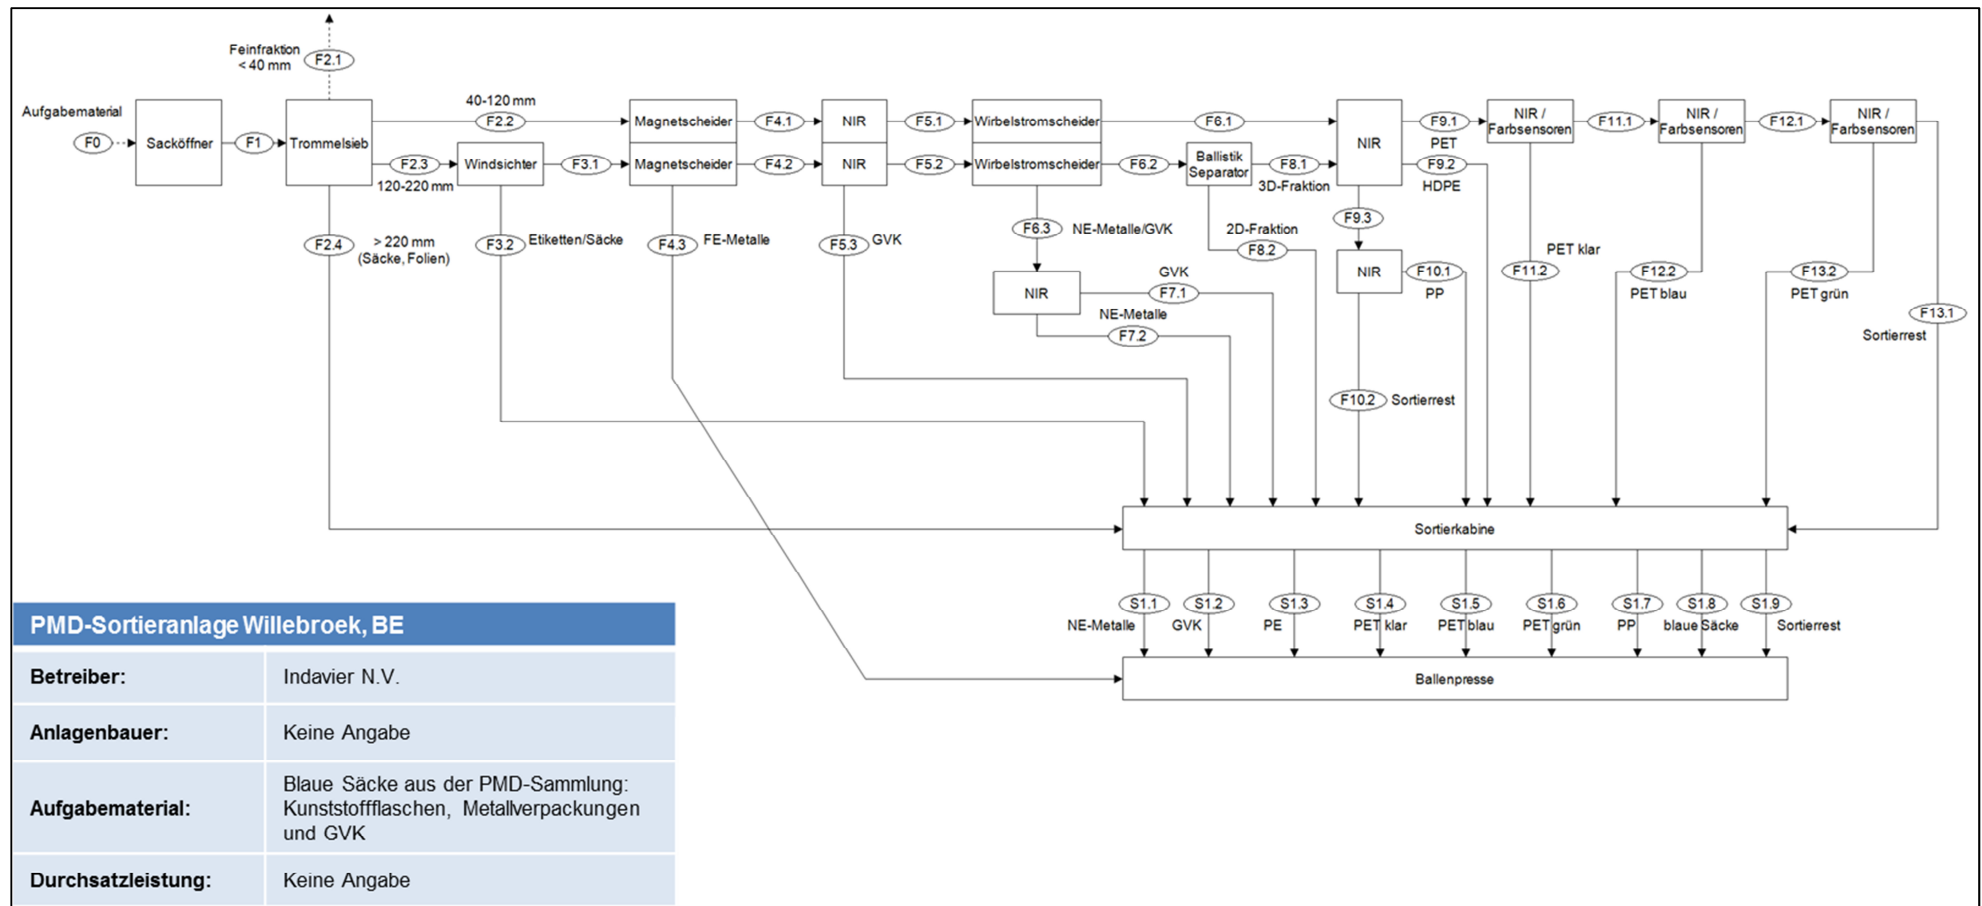 Feinfraktion
< 40 mm
F2.1
Aufgabematerial
F0
Sacköffner
F1
Trommelsieb
40-120 mm
F2.2
F2.3
120-220 mm
Windsichter
F3.1
Magnetscheider
Magnetscheider
F4.1
F4.2
NIR
NIR
F5.1
F5.2
Wirbelstromscheider
Wirbelstromscheider
F6.1
F6.2
Ballistik
Separator
F8.1
3D-Fraktion
NIR
F9.1
PET
F9.2
HDPE
NIR /
Farbsensoren
F11.1
NIR /
Farbsensoren
F12.1
NIR /
Farbsensoren
F2.4
> 220 mm
(Säcke, Folien)
F3.2
Etiketten/Säcke
F4.3
FE-Metalle
F5.3
GVK
F6.3
NE-Metalle/GVK
2D-Fraktion
F8.2
F9.3
NIR
GVK
F7.1
NE-Metalle
F7.2
NIR
F10.1
PP
PET klar
F11.2
F12.2
PET blau
F13.2
PET grün
F13.1
Sortierrest
F10.2
Sortierrest
Sortierkabine
S1.1
NE-Metalle
S1.2
GVK
S1.3
PE
S1.4
PET klar
S1.5
PET blau
S1.6
PET grün
S1.7
PP
S1.8
blaue Säcke
S1.9
Sortierrest
Ballenpresse
PMD-Sortieranlage Willebroek, BE
Betreiber:
Indavier N.V.
Anlagenbauer:
Keine Angabe
Aufgabematerial:
Blaue Säcke aus der PMD-Sammlung:
Kunststoffflaschen, Metallverpackungen
und GVK
Durchsatzleistung:
Keine Angabe